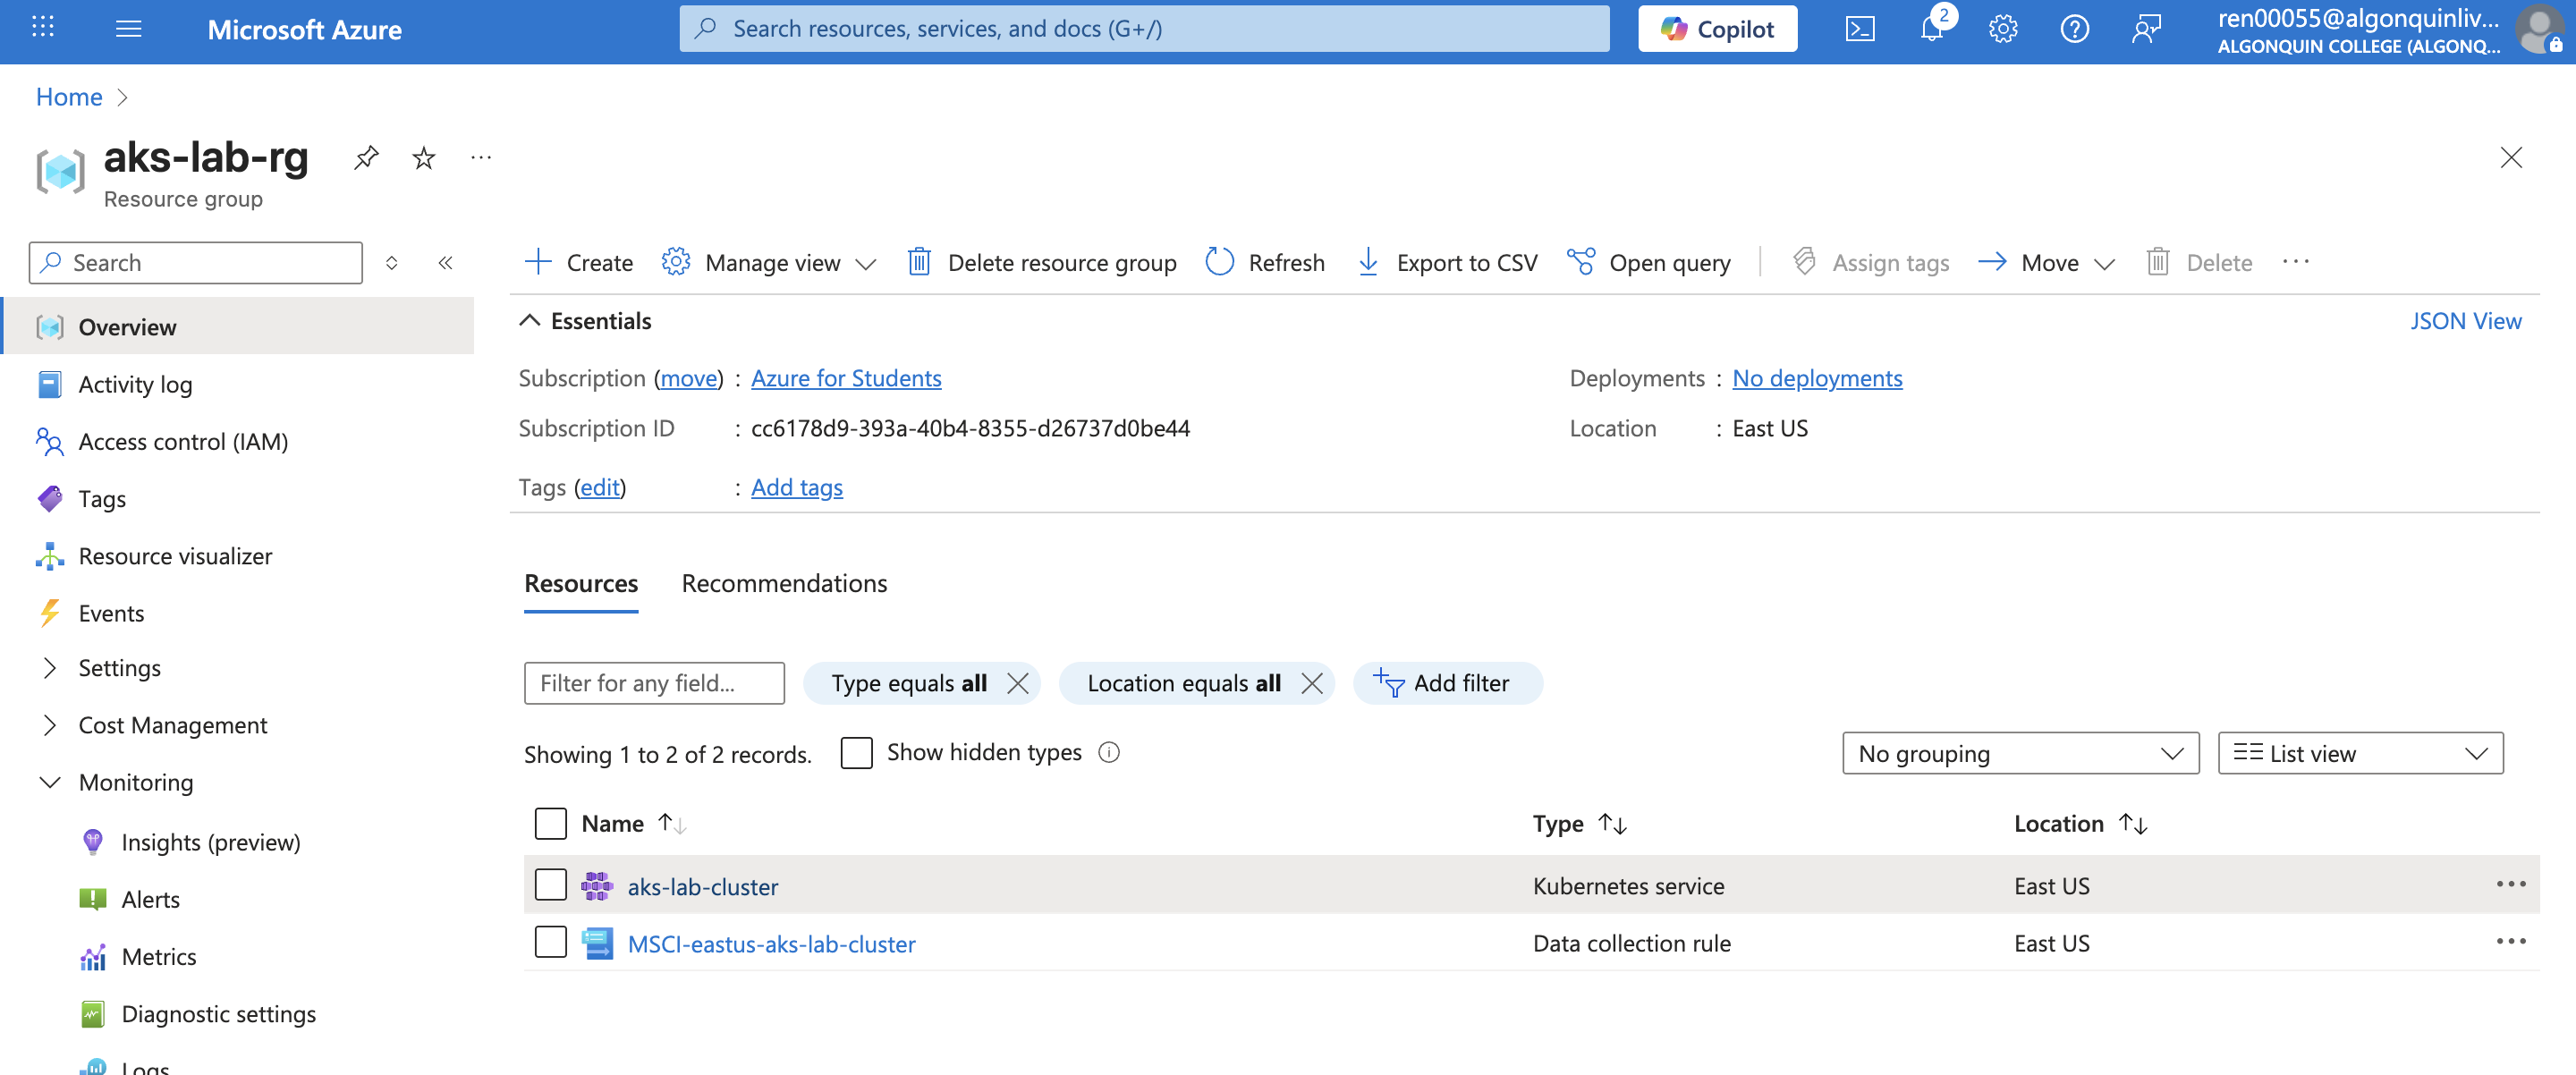 Microsoft Azure
Search resources, services, and docs (G+/)
Copilot
2
ren00055@algonquinliv...
ALGONQUIN COLLEGE (ALGONQ...
Home
aks-lab-rg
Resource group
Search
Create
Manage view
Delete resource group
Refresh
Export to CSV
Open query
Assign tags
Move
Delete
Overview
Activity log
Access control (IAM)
Tags
Resource visualizer
Events
Settings
Cost Management
Monitoring
Insights (preview)
Alerts
Metrics
Diagnostic settings
Logs
Essentials
JSON View
Subscription (move) : Azure for Students
Deployments : No deployments
Subscription ID : cc6178d9-393a-40b4-8355-d26737d0be44
Location : East US
Tags (edit) : Add tags
Resources
Recommendations
Filter for any field...
Type equals all
Location equals all
Add filter
Showing 1 to 2 of 2 records.
Show hidden types
No grouping
List view
Name
Type
Location
aks-lab-cluster
Kubernetes service
East US
MSCI-eastus-aks-lab-cluster
Data collection rule
East US